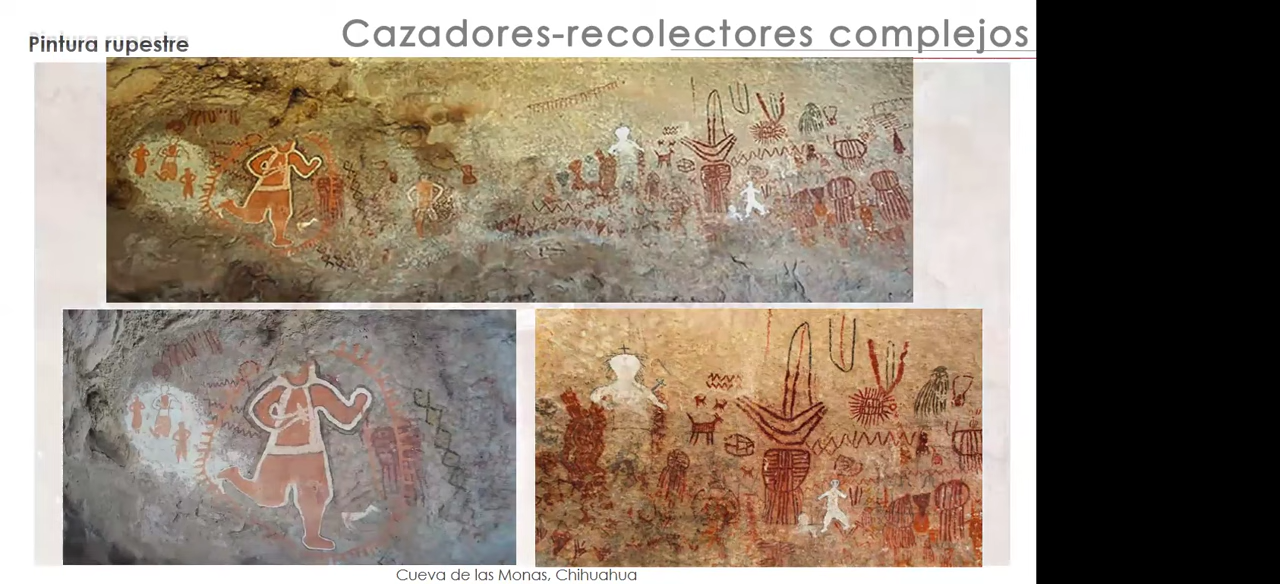 Cazadores-recolectores complejos
Pintura rupestre
Cueva de las Monas, Chihuahua